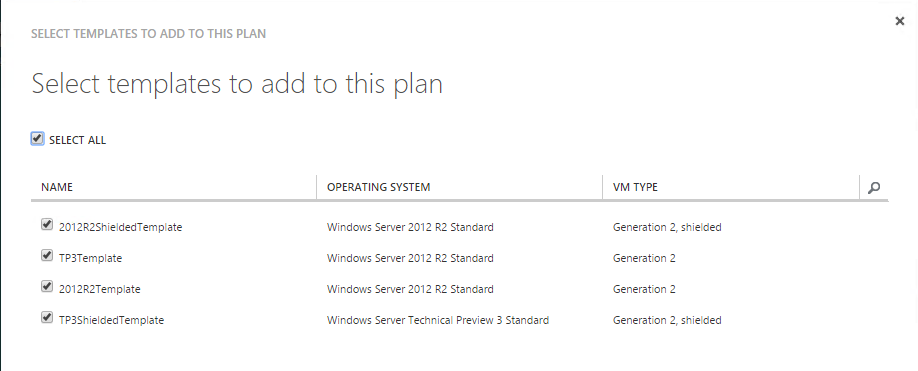 SELECT TEMPLATES TO ADD TO THIS PLAN
Select templates to add to this plan
SELECT ALL
NAME OPERATING SYSTEM VM TYPE
2012R2ShieldedTemplate Windows Server 2012 R2 Standard Generation 2, shielded
TP3Template Windows Server 2012 R2 Standard Generation 2
2012R2Template Windows Server 2012 R2 Standard Generation 2
TP3ShieldedTemplate Windows Server Technical Preview 3 Standard Generation 2, shielded